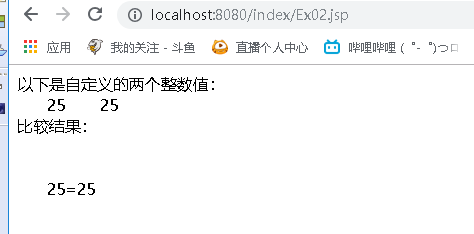 localhost:8080/index/Ex02.jsp
应用 我的关注 - 斗鱼 直播个人中心 哔哩哔哩 ( ゜- ゜)つロ
以下是自定义的两个整数值：
25 25
比较结果：
25=25